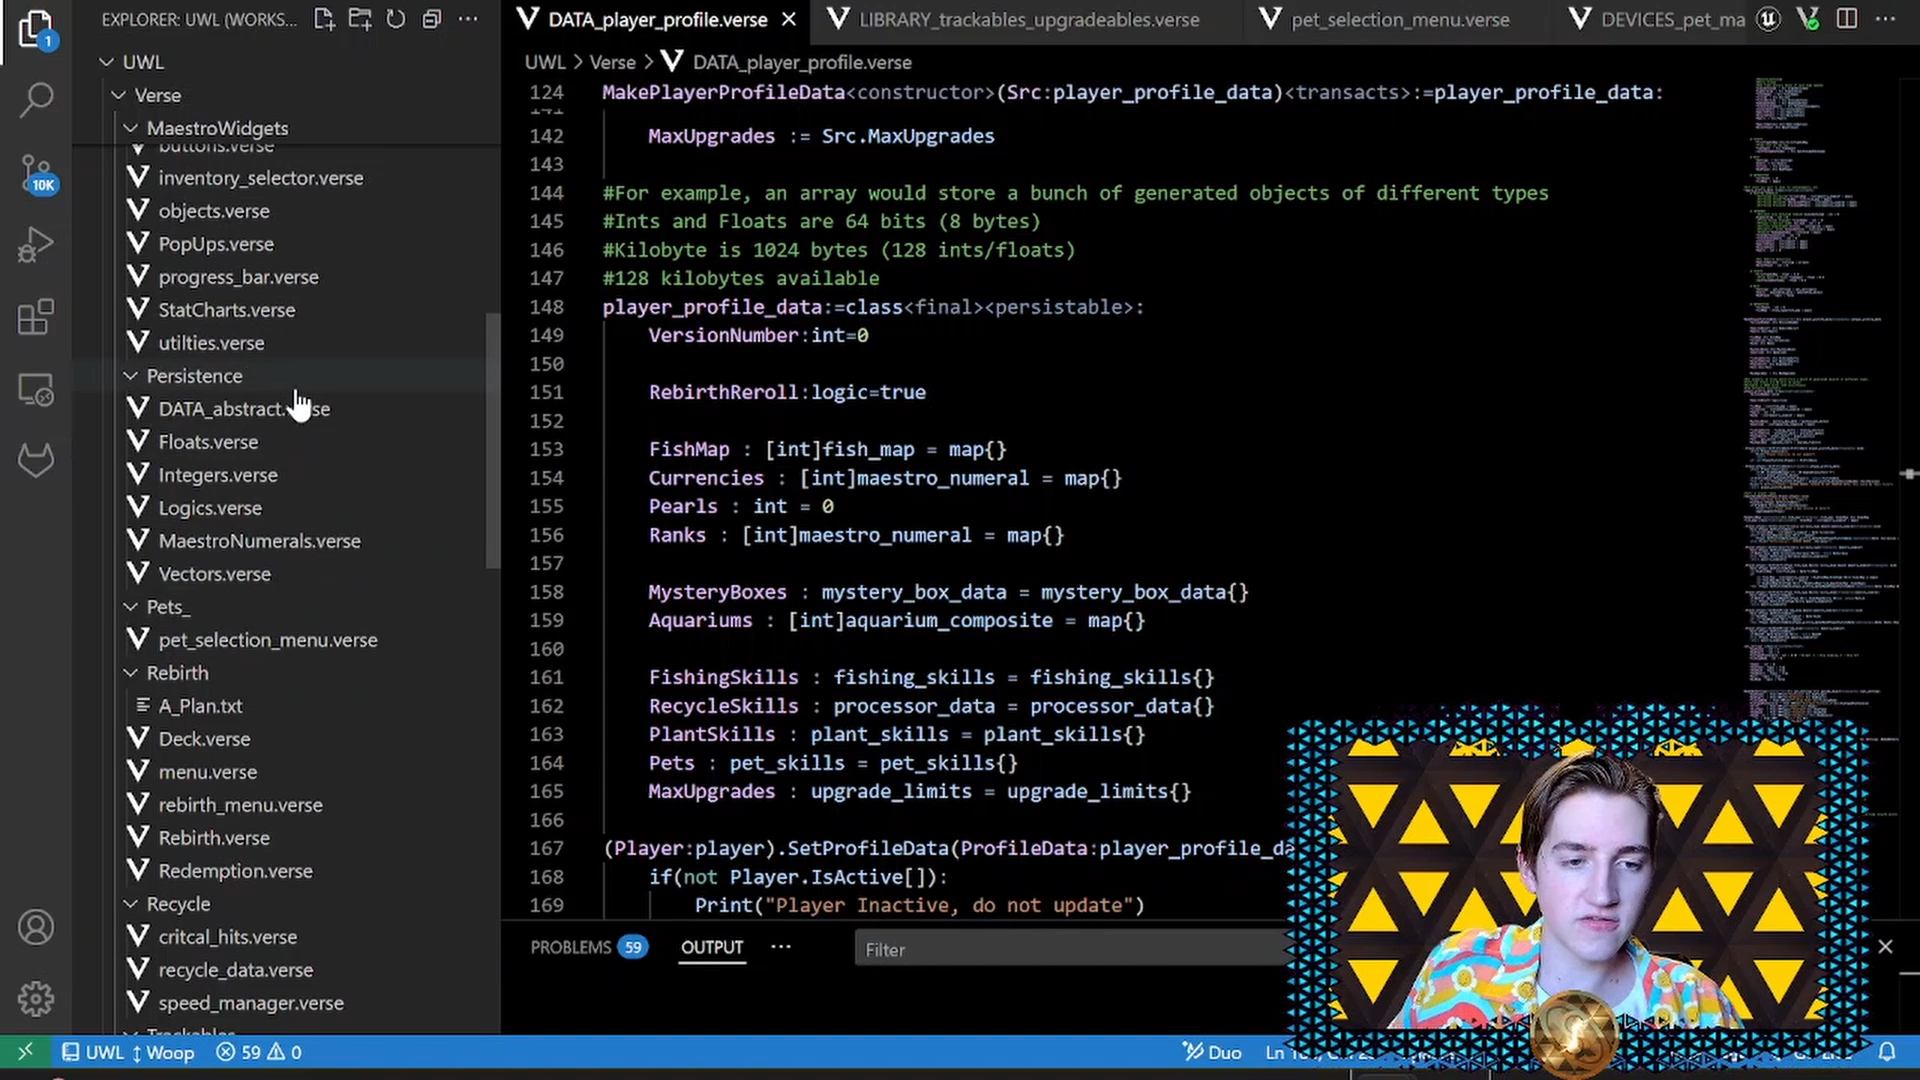 EXPLORER: UWL (WORKS...
1
UWL
Verse
MaestroWidgets
buttons.verse
inventory_selector.verse
objects.verse
PopUps.verse
progress_bar.verse
StatCharts.verse
utilties.verse
Persistence
DATA_abstract.
Floats.verse
Integers.verse
Logics.verse
MaestroNumerals.verse
Vectors.verse
Pets_
pet_selection_menu.verse
Rebirth
A_Plan.txt
Deck.verse
menu.verse
rebirth_menu.verse
Rebirth.verse
Redemption.verse
Recycle
critcal_hits.verse
recycle_data.verse
speed_manager.verse
Trackables
10K
DATA_player_profile.verse
LIBRARY_trackables_upgradeables.verse
pet_selection_menu.verse
DEVICES_pet_ma
UWL > Verse > DATA_player_profile.verse
124 MakePlayerProfileData<constructor>(Src:player_profile_data)<transacts>:=player_profile_data:
141
142 MaxUpgrades := Src.MaxUpgrades
143
144 #For example, an array would store a bunch of generated objects of different types
145 #Ints and Floats are 64 bits (8 bytes)
146 #Kilobyte is 1024 bytes (128 ints/floats)
147 #128 kilobytes available
148 player_profile_data:=class<final><persistable>:
149 VersionNumber:int=0
150
151 RebirthReroll:logic=true
152
153 FishMap : [int]fish_map = map{}
154 Currencies : [int]maestro_numeral = map{}
155 Pearls : int = 0
156 Ranks : [int]maestro_numeral = map{}
157
158 MysteryBoxes : mystery_box_data = mystery_box_data{}
159 Aquariums : [int]aquarium_composite = map{}
160
161 FishingSkills : fishing_skills = fishing_skills{}
162 RecycleSkills : processor_data = processor_data{}
163 PlantSkills : plant_skills = plant_skills{}
164 Pets : pet_skills = pet_skills{}
165 MaxUpgrades : upgrade_limits = upgrade_limits{}
166
167 (Player:player).SetProfileData(ProfileData:player_profile_da
168 if(not Player.IsActive[]):
169 Print("Player Inactive, do not update")
PROBLEMS 59 OUTPUT ... Filter
UWL Woop 59 0 Duo